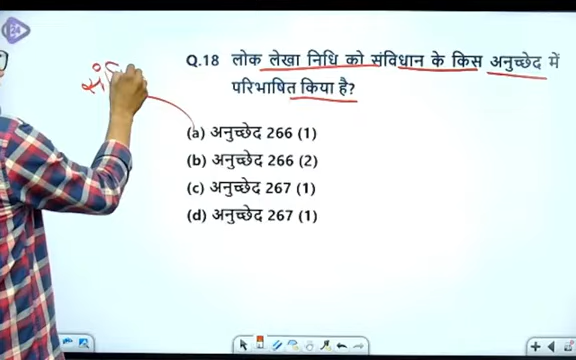 Q.18 लोक लेखा निधि को संविधान के किस अनुच्छेद में
परिभाषित किया है?
(a) अनुच्छेद 266 (1)
(b) अनुच्छेद 266 (2)
(c) अनुच्छेद 267 (1)
(d) अनुच्छेद 267 (1)